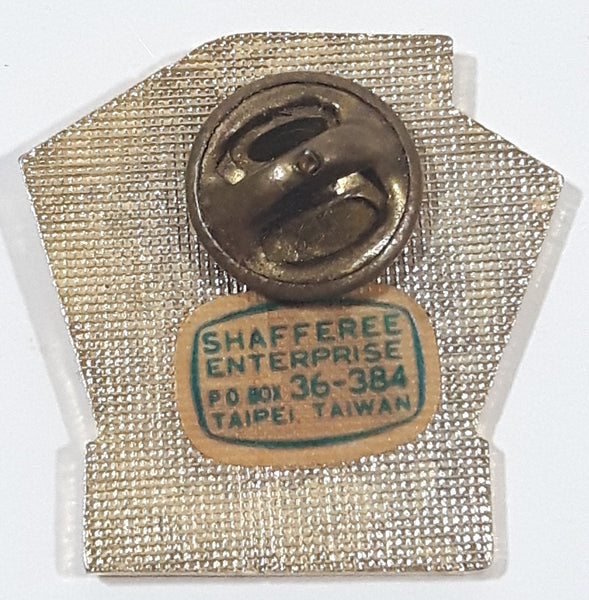 SHAFFEREE
ENTERPRISE
P O BOX 36-384
TAIPEI, TAIWAN